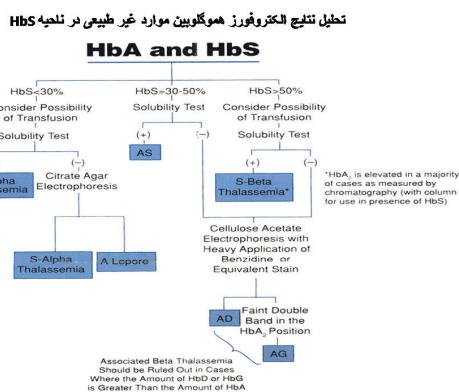 تحلیل نتایج الکتروفورز هموگلوبین موارد غیر طبیعی در ناحیه HbS
HbA and HbS
HbS<30%
onsider Possibility
of Transfusion
Solubility Test
(-)
pha
semia
Citrate Agar
Electrophoresis
S-Alpha
Thalassemia
A Lepore
HbS=30-50%
Solubility Test
(+)
(-)
AS
HbS>50%
Consider Possibility
of Transfusion
Solubility Test
(+)
(-)
S-Beta
Thalassemia*
*HbA2 is elevated in a majority
of cases as measured by
chromatography (with column
for use in presence of HbS)
Cellulose Acetate
Electrophoresis with
Heavy Application of
Benzidine or
Equivalent Stain
AD
Faint Double
Band in the
HbA2 Position
AG
Associated Beta Thalassemia
Should be Ruled Out in Cases
Where the Amount of HbD or HbG
is Greater Than the Amount of HbA